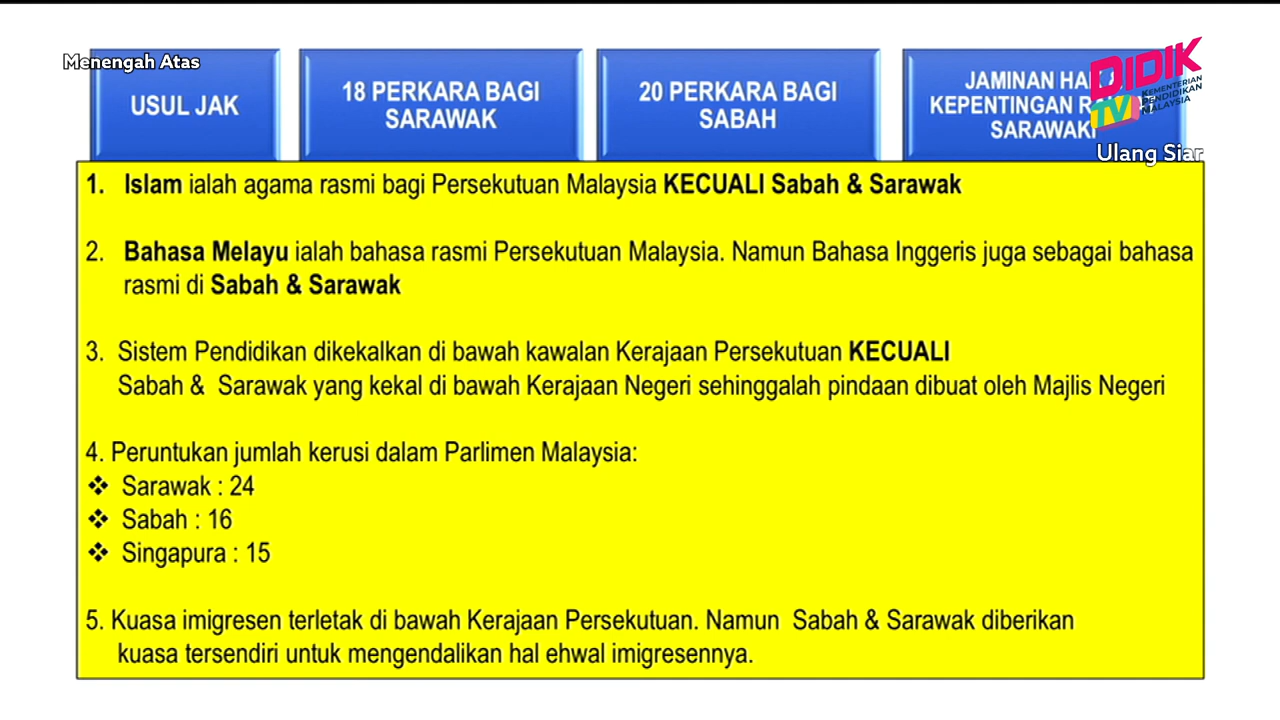 Menengah Atas
USUL JAK
18 PERKARA BAGI
SARAWAK
20 PERKARA BAGI
SABAH
JAMINAN
KEPENTINGAN
SARAWAK
DIDIK
TV
KEMENTERIAN
PENDIDIKAN
MALAYSIA
Ulang Siar
1. Islam ialah agama rasmi bagi Persekutuan Malaysia KECUALI Sabah & Sarawak
2. Bahasa Melayu ialah bahasa rasmi Persekutuan Malaysia. Namun Bahasa Inggeris juga sebagai bahasa
rasmi di Sabah & Sarawak
3. Sistem Pendidikan dikekalkan di bawah kawalan Kerajaan Persekutuan KECUALI
Sabah & Sarawak yang kekal di bawah Kerajaan Negeri sehinggalah pindaan dibuat oleh Majlis Negeri
4. Peruntukan jumlah kerusi dalam Parlimen Malaysia:
❖ Sarawak : 24
❖ Sabah : 16
❖ Singapura : 15
5. Kuasa imigresen terletak di bawah Kerajaan Persekutuan. Namun Sabah & Sarawak diberikan
kuasa tersendiri untuk mengendalikan hal ehwal imigresennya.